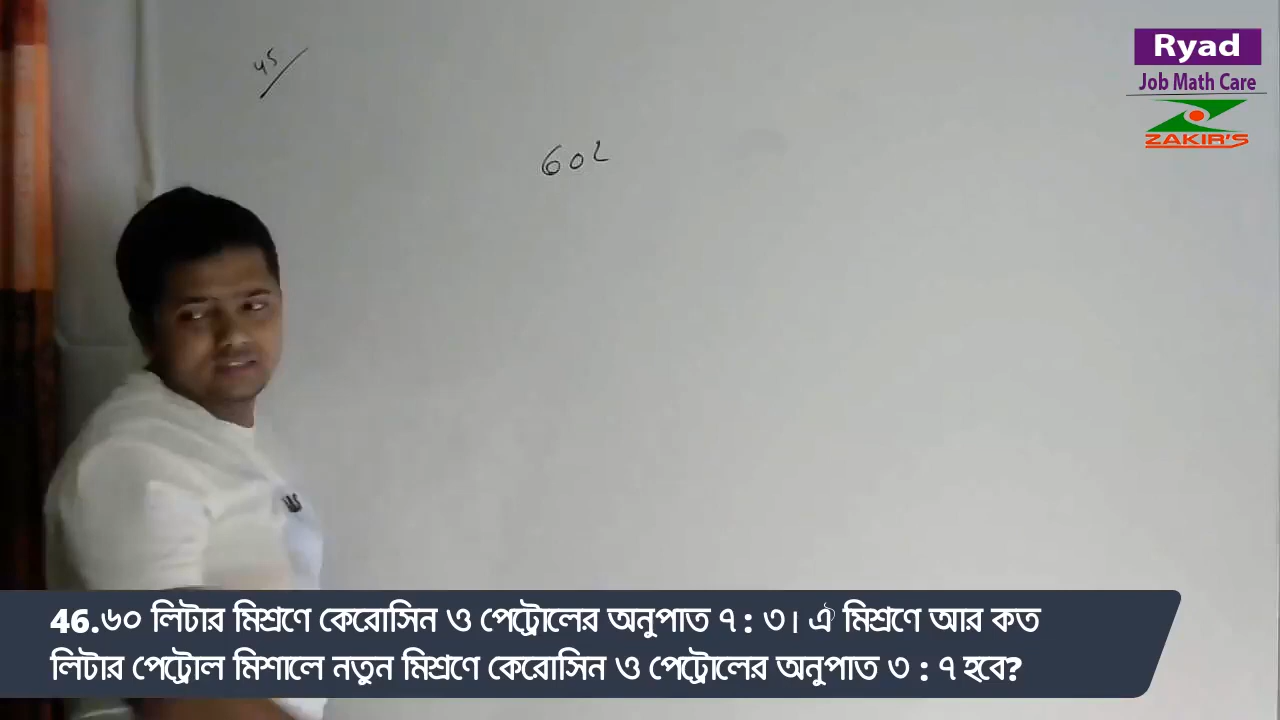 45
60L
Ryad
Job Math Care
ZAKIR'S
46.৬০ লিটার মিশ্রণে কেরোসিন ও পেট্রোলের অনুপাত ৭ : ৩। ঐ মিশ্রণে আর কত
লিটার পেট্রোল মিশালে নতুন মিশ্রণে কেরোসিন ও পেট্রোলের অনুপাত ৩ : ৭ হবে?